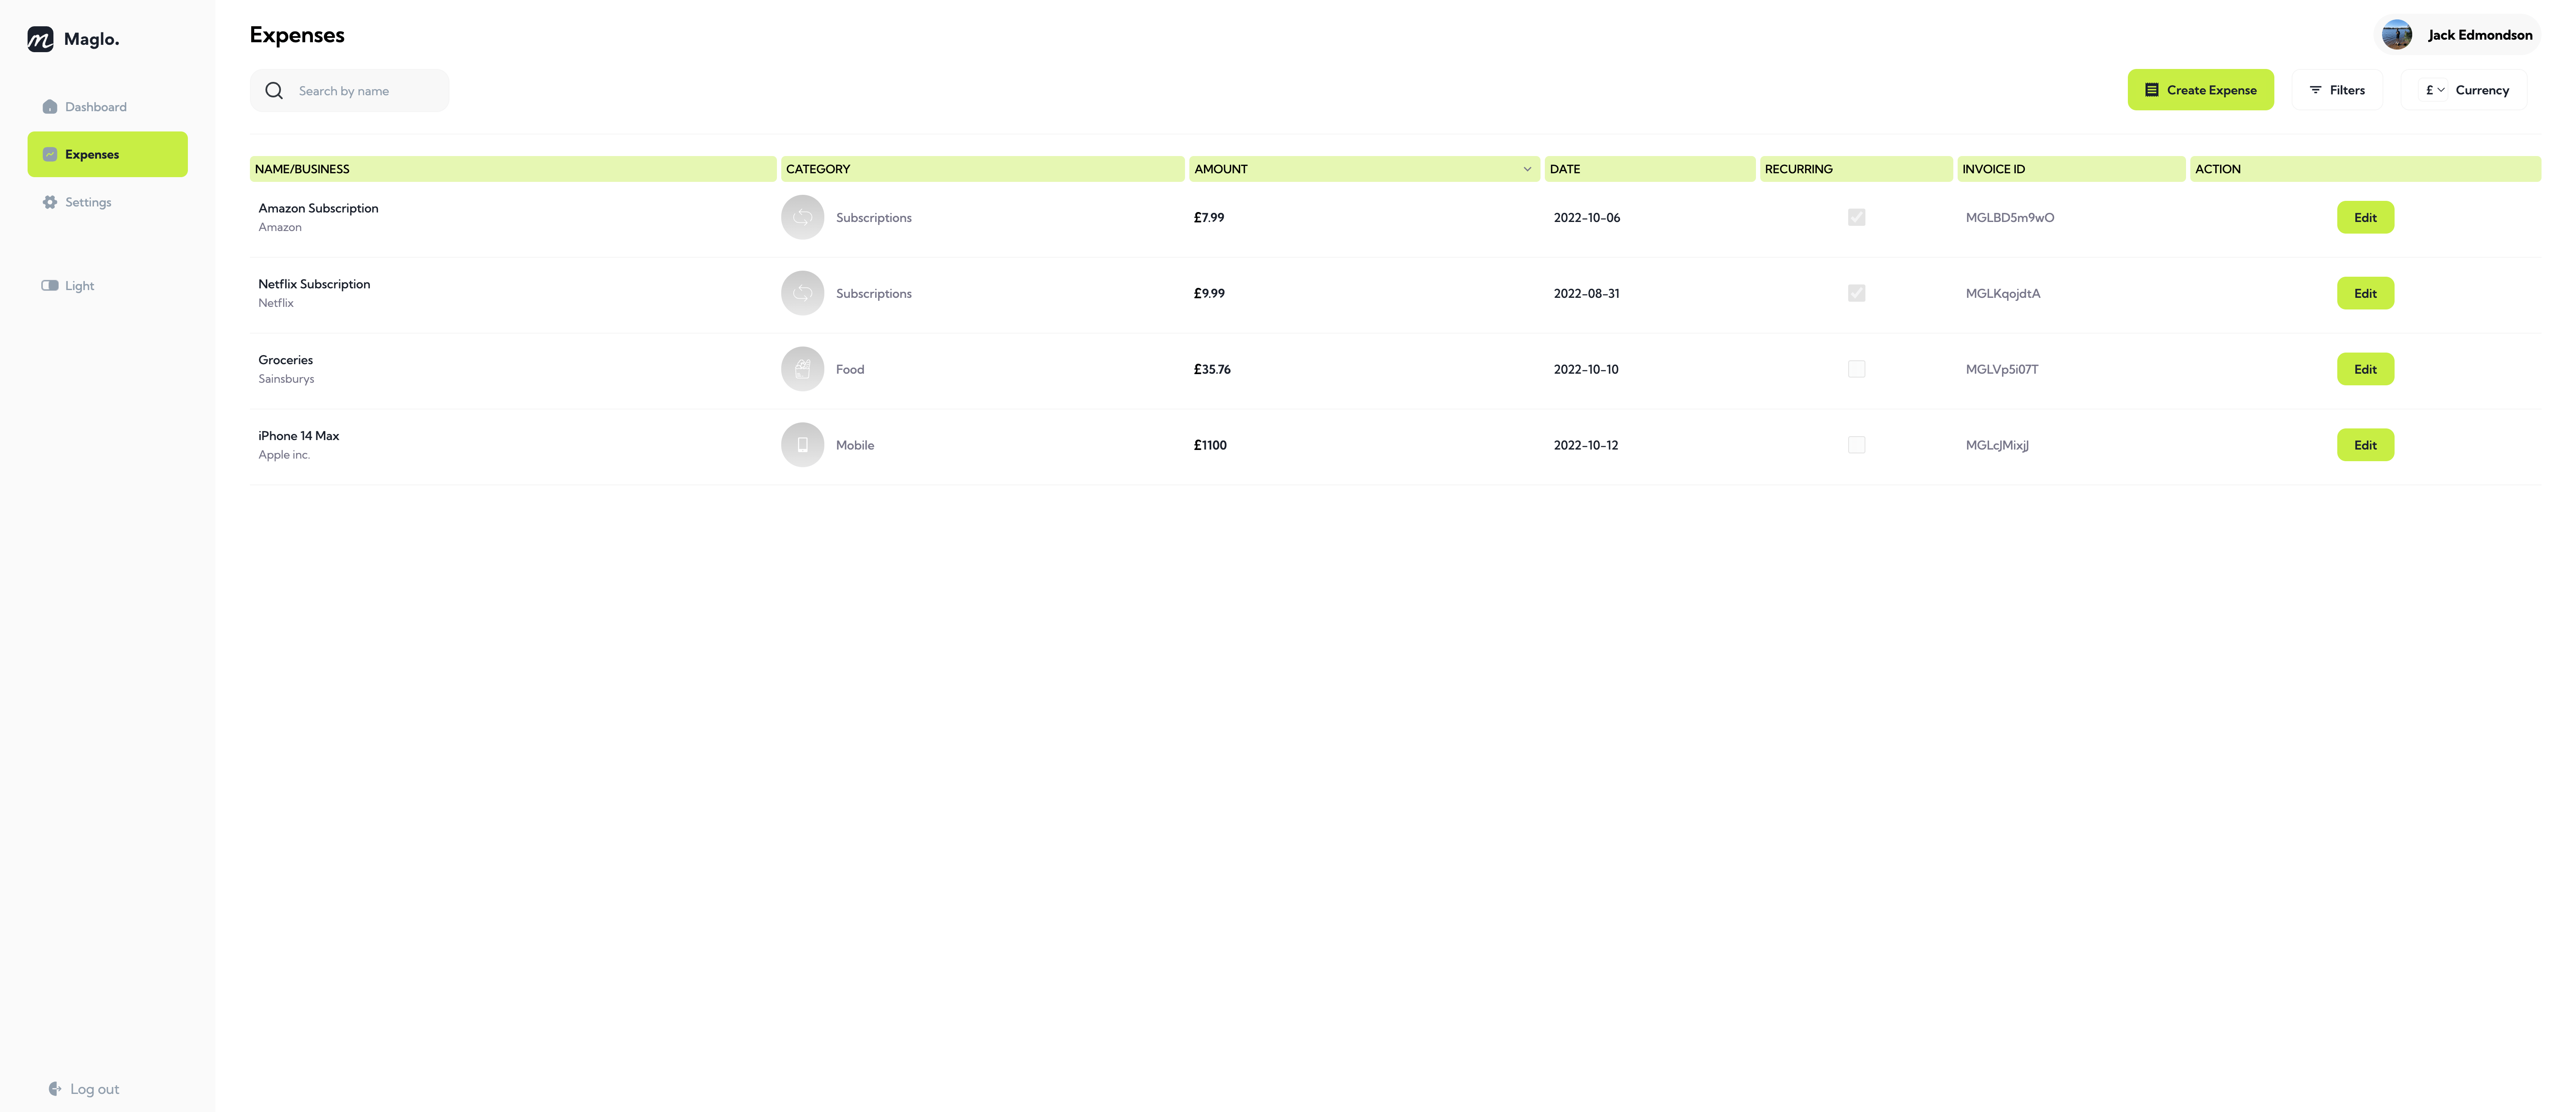 Maglo.
Dashboard
Expenses
Settings
Light
Log out
Expenses
Jack Edmondson
Search by name
Create Expense
Filters
£ Currency
NAME/BUSINESS CATEGORY AMOUNT DATE RECURRING INVOICE ID ACTION
Amazon Subscription
Amazon
Subscriptions £7.99 2022-10-06 MGLBD5m9wO Edit
Netflix Subscription
Netflix
Subscriptions £9.99 2022-08-31 MGLKqojdtA Edit
Groceries
Sainsburys
Food £35.76 2022-10-10 MGLVp5i07T Edit
iPhone 14 Max
Apple inc.
Mobile £1100 2022-10-12 MGLcJMixjJ Edit